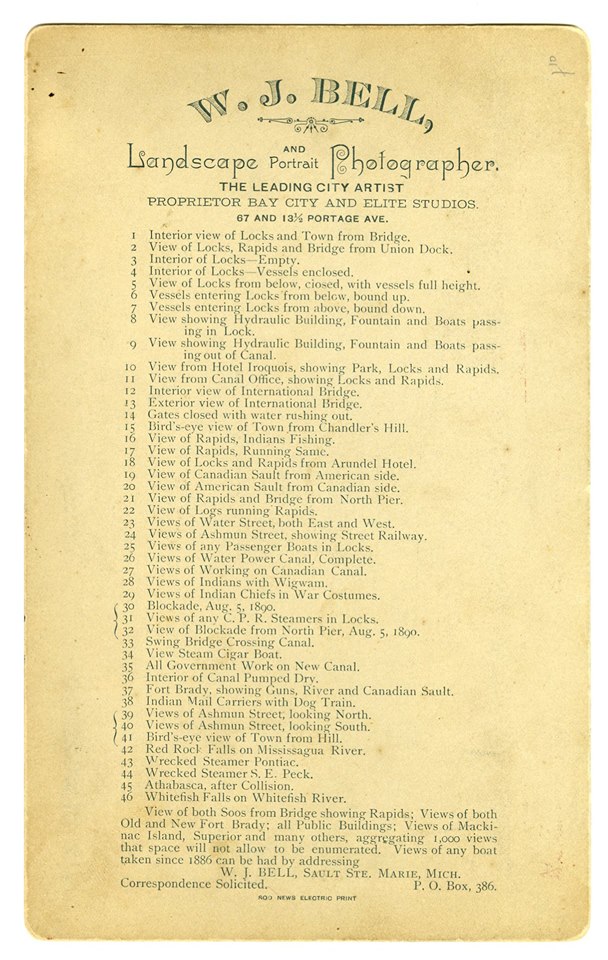 W. J. BELL,
Landscape AND Portrait Photographer.
THE LEADING CITY ARTIST
PROPRIETOR BAY CITY AND ELITE STUDIOS.
67 AND 13½ PORTAGE AVE.
1 Interior view of Locks and Town from Bridge.
2 View of Locks, Rapids and Bridge from Union Dock.
3 Interior of Locks—Empty.
4 Interior of Locks—Vessels enclosed.
5 View of Locks from below, closed, with vessels full height.
6 Vessels entering Locks from below, bound up.
7 Vessels entering Locks from above, bound down.
8 View showing Hydraulic Building, Fountain and Boats pass-
ing in Lock.
9 View showing Hydraulic Building, Fountain and Boats pass-
ing out of Canal.
10 View from Hotel Iroquois, showing Park, Locks and Rapids.
11 View from Canal Office, showing Locks and Rapids.
12 Interior view of International Bridge.
13 Exterior view of International Bridge.
14 Gates closed with water rushing out.
15 Bird's-eye view of Town from Chandler's Hill.
16 View of Rapids, Indians Fishing.
17 View of Rapids, Running Same.
18 View of Locks and Rapids from Arundel Hotel.
19 View of Canadian Sault from American side.
20 View of American Sault from Canadian side.
21 View of Rapids and Bridge from North Pier.
22 View of Logs running Rapids.
23 Views of Water Street, both East and West.
24 Views of Ashmun Street, showing Street Railway.
25 Views of any Passenger Boats in Locks.
26 Views of Water Power Canal, Complete.
27 Views of Working on Canadian Canal.
28 Views of Indians with Wigwam.
29 Views of Indian Chiefs in War Costumes.
30 Blockade, Aug. 5, 1890.
31 Views of any C. P. R. Steamers in Locks.
32 View of Blockade from North Pier, Aug. 5, 1890.
33 Swing Bridge Crossing Canal.
34 View Steam Cigar Boat.
35 All Government Work on New Canal.
36 Interior of Canal Pumped Dry.
37 Fort Brady, showing Guns, River and Canadian Sault.
38 Indian Mail Carriers with Dog Train.
39 Views of Ashmun Street, looking North.
40 Views of Ashmun Street, looking South.
41 Bird's-eye view of Town from Hill.
42 Red Rock Falls on Mississagua River.
43 Wrecked Steamer Pontiac.
44 Wrecked Steamer S. E. Peck.
45 Athabasca, after Collision.
46 Whitefish Falls on Whitefish River.
View of both Soos from Bridge showing Rapids; Views of both
Old and New Fort Brady; all Public Buildings; Views of Macki-
nac Island, Superior and many others, aggregating 1,000 views
that space will not allow to be enumerated. Views of any boat
taken since 1886 can be had by addressing
W. J. BELL, SAULT STE. MARIE, MICH.
Correspondence Solicited. P. O. Box, 386.
NEWS ELECTRIC PRINT